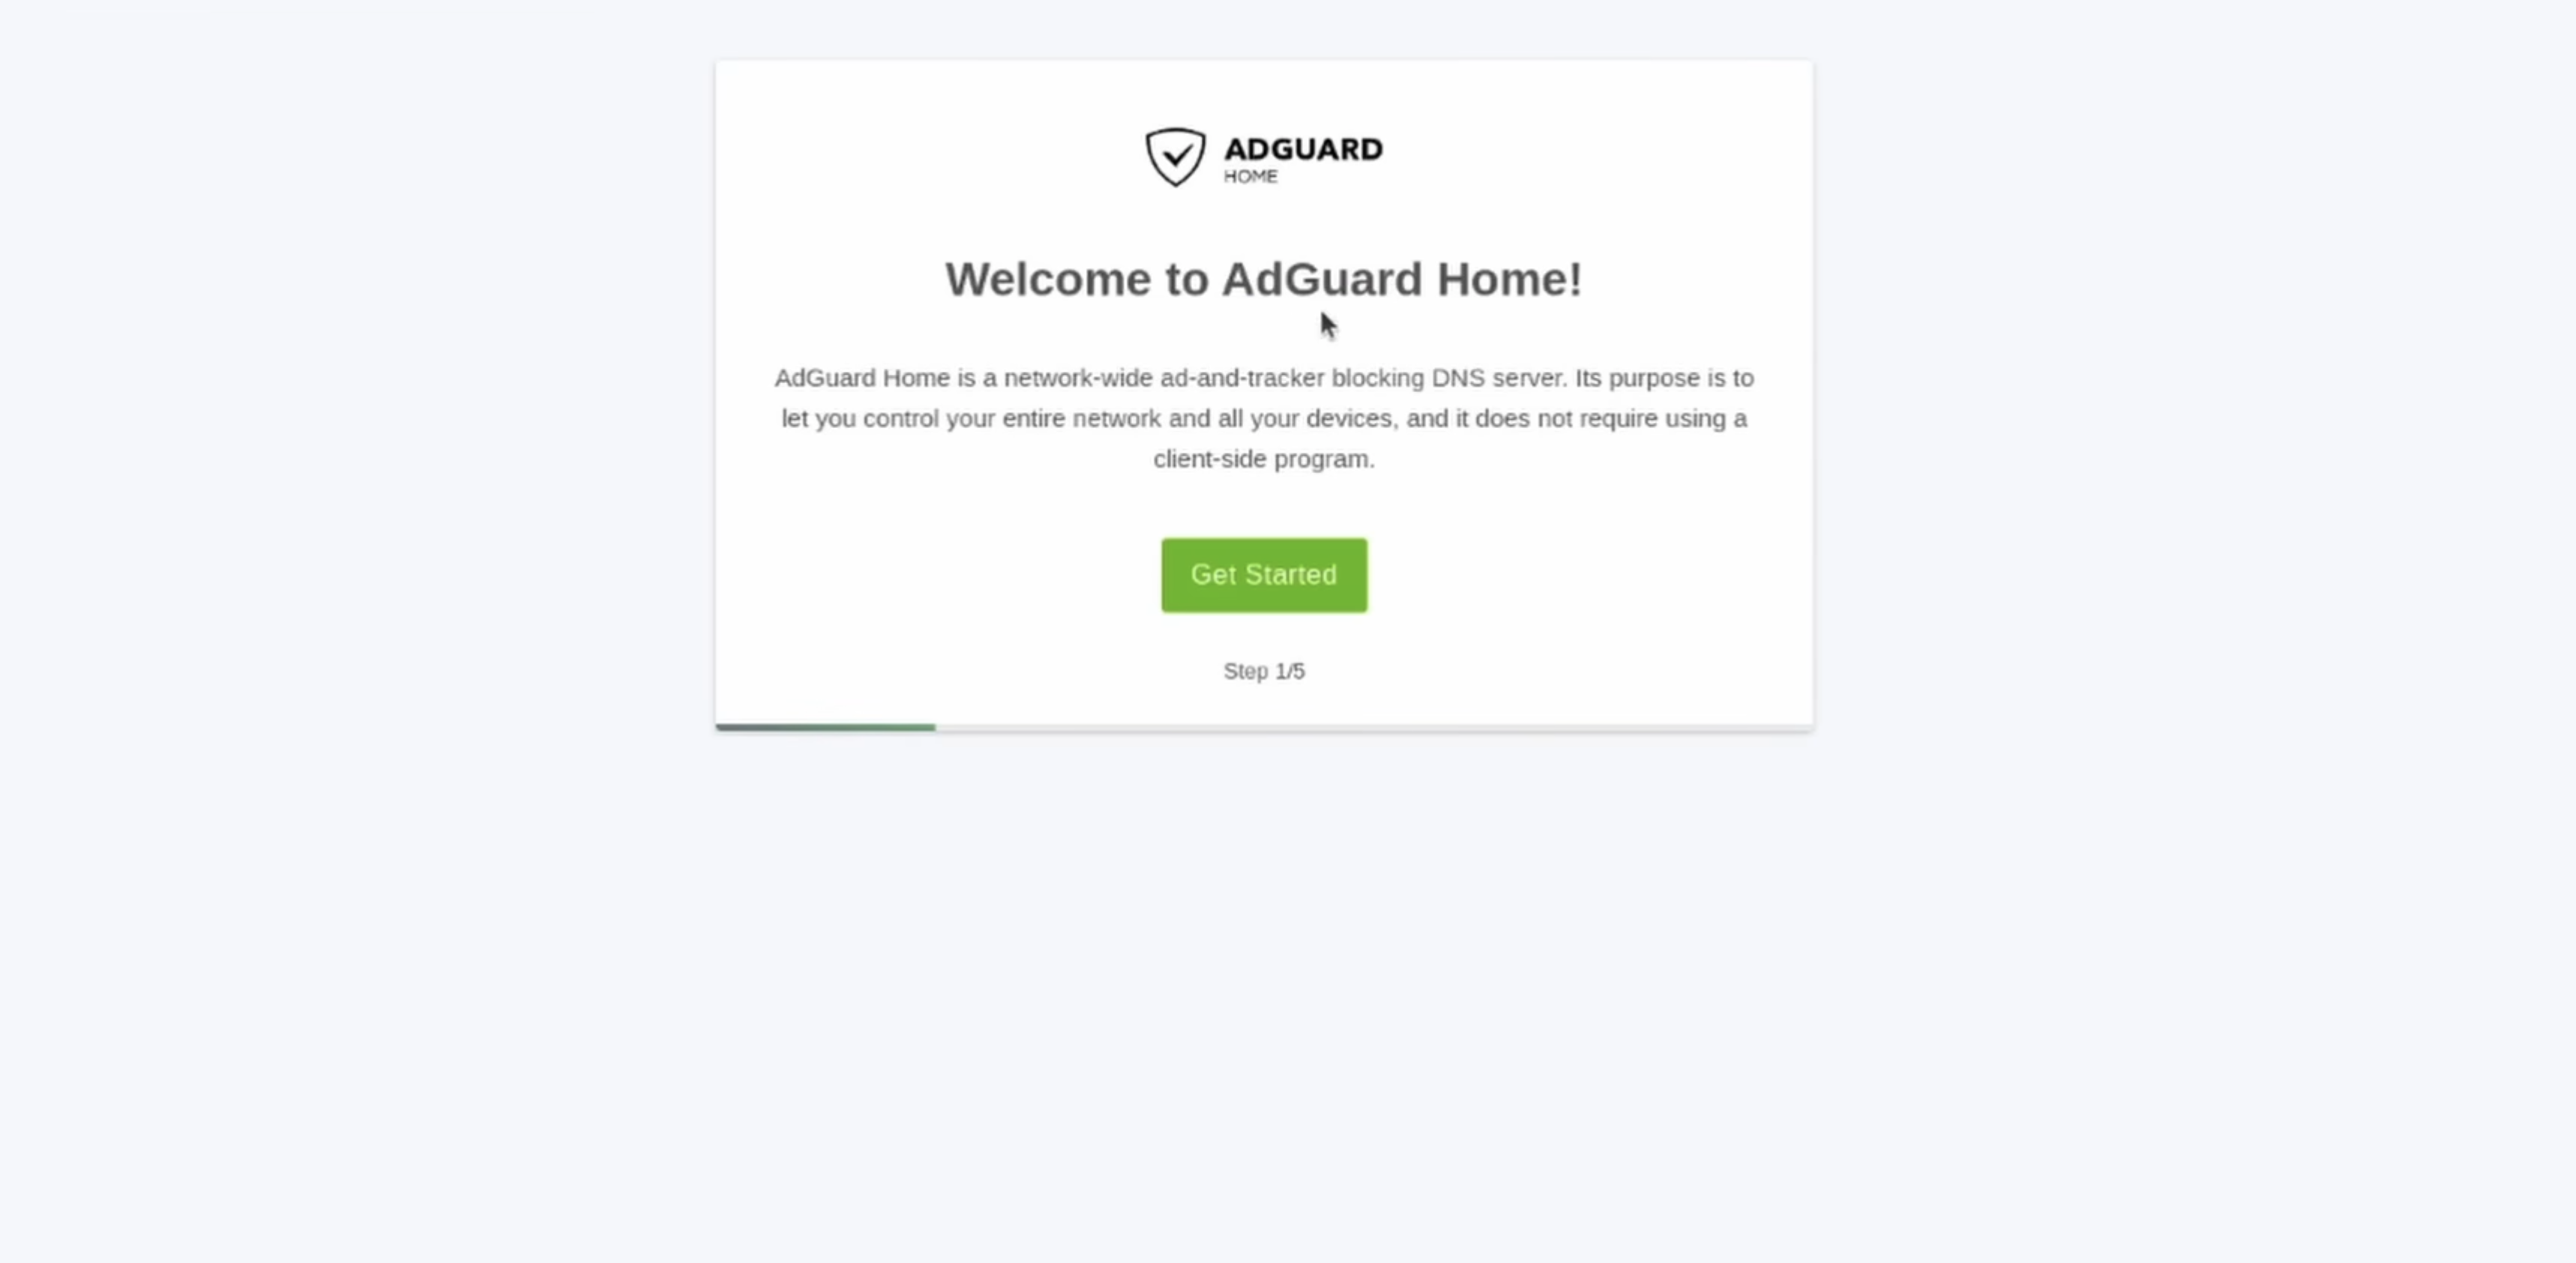 ADGUARD
HOME
Welcome to AdGuard Home!
AdGuard Home is a network-wide ad-and-tracker blocking DNS server. Its purpose is to
let you control your entire network and all your devices, and it does not require using a
client-side program.
Get Started
Step 1/5